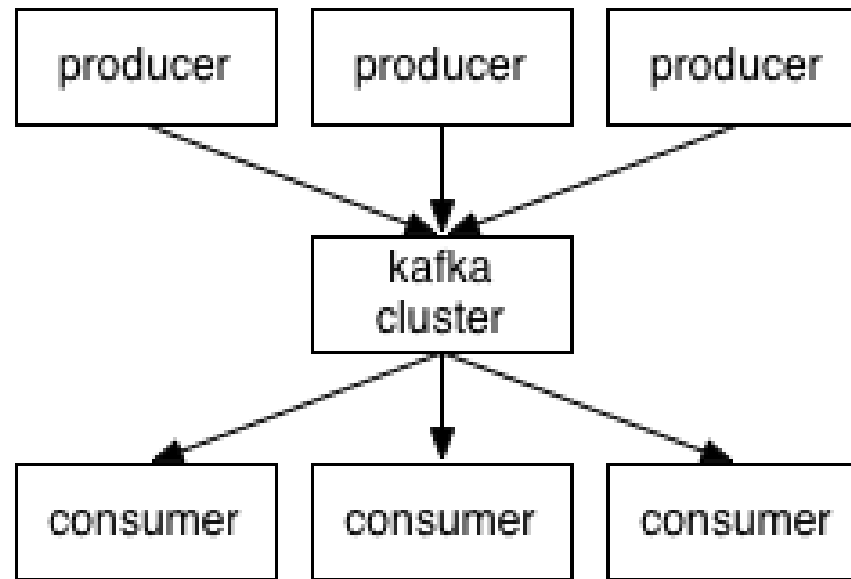 producer
producer
producer
kafka
cluster
consumer
consumer
consumer